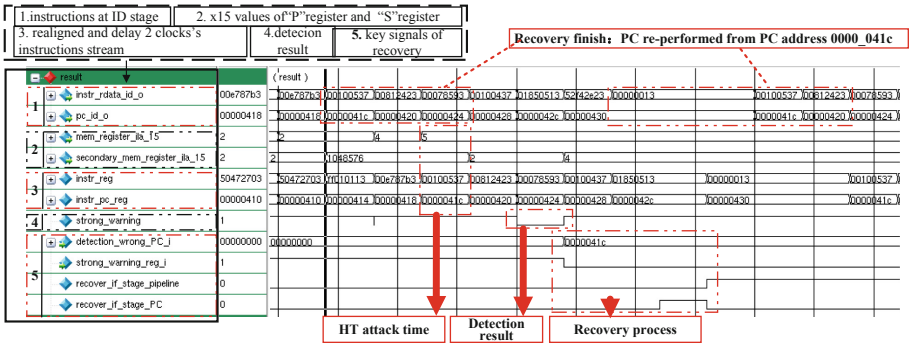 1.instructions at ID stage
2. x15 values of"P"register and "S"register
3. realigned and delay 2 clocks's instructions stream
4.detecion result
5. key signals of recovery
Recovery finish; PC re-performed from PC address 0000_041c
result
(result )
1
instr_rdata_id_o 00e787b3 00e787b3 00100537 00812423 00078593 00100437 01850513 52f42e23 00000013 00100537 00812423 00078593
pc_id_o 00000418 00000418 0000041c 00000420 00000424 00000428 0000042c 00000430 0000041c 00000420 00000424
2
mem_register_ila_15 2 2 4 5
secondary_mem_register_ila_15 2 2 1048576 2 4
3
instr_reg 50472703 50472703 ff010113 00e787b3 00100537 00812423 00078593 00100437 01850513 00000013 00100537
instr_pc_reg 00000410 00000410 00000414 00000418 0000041c 00000420 00000424 00000428 0000042c 00000430 0000041c
4
strong_warning 1
5
detection_wrong_PC_i 00000000 00000000 0000041c
strong_warning_reg_i 1
recover_if_stage_pipeline 0
recover_if_stage_PC 0
HT attack time
Detection result
Recovery process